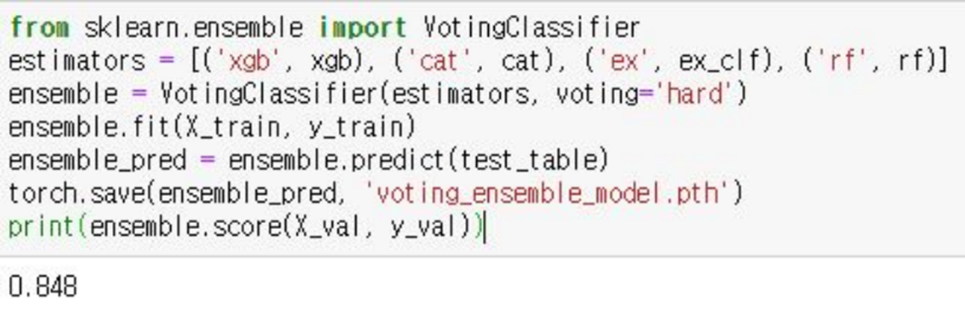 from sklearn.ensemble import VotingClassifier
estimators = [('xgb', xgb), ('cat', cat), ('ex', ex_clf), ('rf', rf)]
ensemble = VotingClassifier(estimators, voting='hard')
ensemble.fit(X_train, y_train)
ensemble_pred = ensemble.predict(test_table)
torch.save(ensemble_pred, 'voting_ensemble_model.pth')
print(ensemble.score(X_val, y_val))
0.848